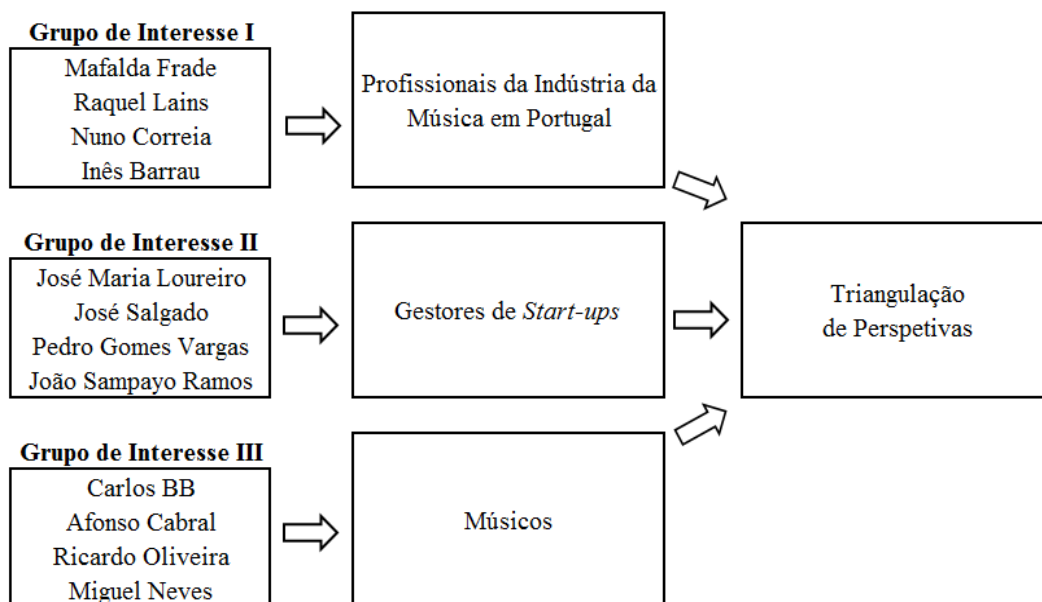 Grupo de Interesse I
Mafalda Frade
Raquel Lains
Nuno Correia
Inês Barrau
Profissionais da Indústria da
Música em Portugal
Grupo de Interesse II
José Maria Loureiro
José Salgado
Pedro Gomes Vargas
João Sampayo Ramos
Gestores de Start-ups
Triangulação
de Perspetivas
Grupo de Interesse III
Carlos BB
Afonso Cabral
Ricardo Oliveira
Miguel Neves
Músicos